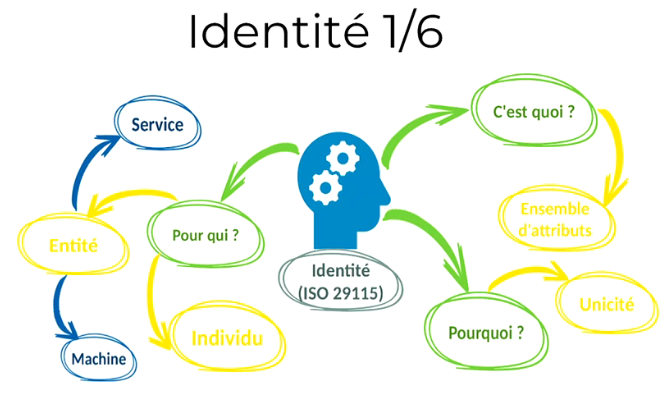 Identité 1/6
Service
C'est quoi ?
Entité
Pour qui ?
Ensemble
d'attributs
Identité
(ISO 29115)
Unicité
Machine
Individu
Pourquoi ?